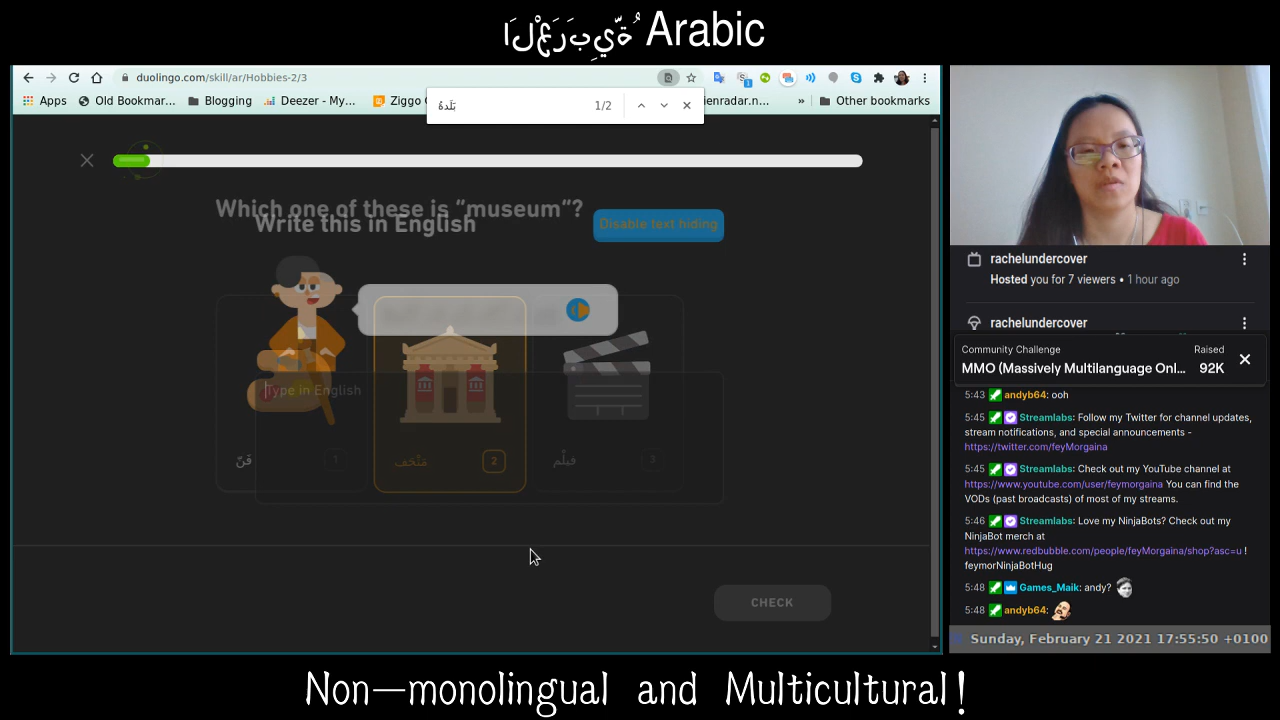 اَلْعَرَبِيّةُ Arabic
duolingo.com/skill/ar/Hobbies-2/3
Apps Old Bookmar... Blogging Deezer - My... Ziggo ienradar.n... » Other bookmarks
1/2
Which one of these is “museum”?
Write this in English
Disable text hiding
Type in English
فَنّ 1
مَتْحَف 2
فيلْم 3
CHECK
rachelundercover
Hosted you for 7 viewers • 1 hour ago
rachelundercover
Community Challenge Raised
MMO (Massively Multilanguage Onl... 92K
5:43 andyb64: ooh
5:45 Streamlabs: Follow my Twitter for channel updates,
stream notifications, and special announcements -
https://twitter.com/feyMorgaina
5:45 Streamlabs: Check out my YouTube channel at
https://www.youtube.com/user/feymorgaina You can find the
VODs (past broadcasts) of most of my streams.
5:46 Streamlabs: Love my NinjaBots? Check out my
NinjaBot merch at
https://www.redbubble.com/people/feyMorgaina/shop?asc=u !
feymorNinjaBotHug
5:48 Games_Maik: andy?
5:48 andyb64:
Sunday, February 21 2021 17:55:50 +0100
Non-monolingual and Multicultural!